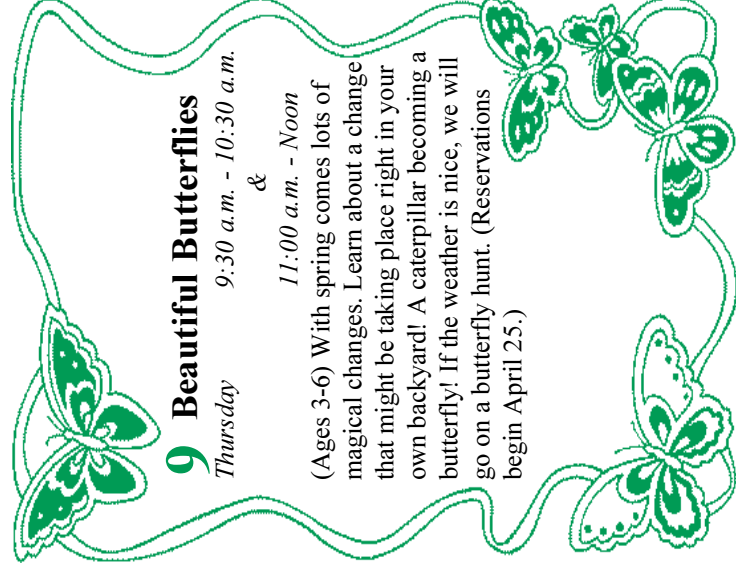 9 Beautiful Butterflies
Thursday 9:30 a.m. - 10:30 a.m.
&
11:00 a.m. - Noon
(Ages 3-6) With spring comes lots of
magical changes. Learn about a change
that might be taking place right in your
own backyard! A caterpillar becoming a
butterfly! If the weather is nice, we will
go on a butterfly hunt. (Reservations
begin April 25.)